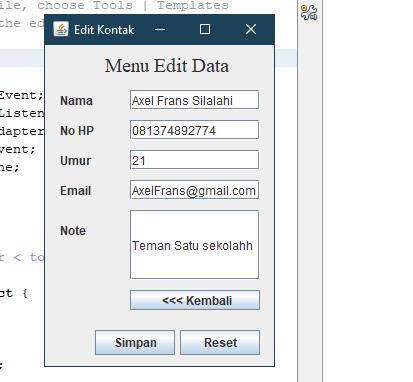 ile, choose Tools | Templates
the ed
Edit Kontak
Menu Edit Data
Event;
Nama Axel Frans Silalahi
Listen
No HP 081374892774
dapter
vent;
Umur 21
ne;
Email AxelFrans@gmail.com
Note Teman Satu sekolahh
r < to
ct {
<<< Kembali
Simpan Reset
;